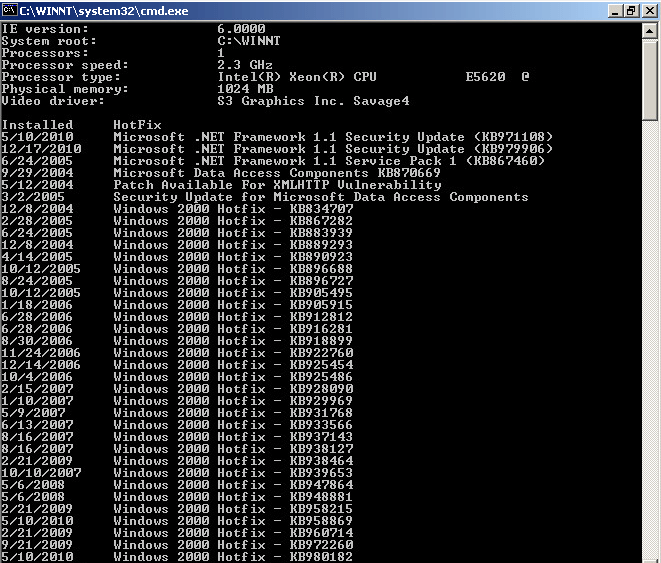 C:\WINNT\system32\cmd.exe
IE version: 6.0000
System root: C:\WINNT
Processors: 1
Processor speed: 2.3 GHz
Processor type: Intel(R) Xeon(R) CPU E5620 @
Physical memory: 1024 MB
Video driver: S3 Graphics Inc. Savage4
Installed HotFix
5/10/2010 Microsoft .NET Framework 1.1 Security Update (KB971108)
12/17/2010 Microsoft .NET Framework 1.1 Security Update (KB979906)
6/24/2005 Microsoft .NET Framework 1.1 Service Pack 1 (KB867460)
9/29/2004 Microsoft Data Access Components KB870669
5/12/2004 Patch Available For XMLHTTP Vulnerability
3/2/2005 Security Update for Microsoft Data Access Components
12/8/2004 Windows 2000 Hotfix - KB834707
2/28/2005 Windows 2000 Hotfix - KB867282
6/24/2005 Windows 2000 Hotfix - KB883939
12/8/2004 Windows 2000 Hotfix - KB889293
4/14/2005 Windows 2000 Hotfix - KB890923
10/12/2005 Windows 2000 Hotfix - KB896688
8/24/2005 Windows 2000 Hotfix - KB896727
10/12/2005 Windows 2000 Hotfix - KB905495
1/18/2006 Windows 2000 Hotfix - KB905915
6/28/2006 Windows 2000 Hotfix - KB912812
6/28/2006 Windows 2000 Hotfix - KB916281
8/30/2006 Windows 2000 Hotfix - KB918899
11/24/2006 Windows 2000 Hotfix - KB922760
12/14/2006 Windows 2000 Hotfix - KB925454
10/4/2006 Windows 2000 Hotfix - KB925486
2/15/2007 Windows 2000 Hotfix - KB928090
1/10/2007 Windows 2000 Hotfix - KB929969
5/9/2007 Windows 2000 Hotfix - KB931768
6/13/2007 Windows 2000 Hotfix - KB933566
8/16/2007 Windows 2000 Hotfix - KB937143
8/16/2007 Windows 2000 Hotfix - KB938127
2/21/2009 Windows 2000 Hotfix - KB938464
10/10/2007 Windows 2000 Hotfix - KB939653
5/6/2008 Windows 2000 Hotfix - KB947864
5/6/2008 Windows 2000 Hotfix - KB948881
2/21/2009 Windows 2000 Hotfix - KB958215
5/10/2010 Windows 2000 Hotfix - KB958869
2/21/2009 Windows 2000 Hotfix - KB960714
9/21/2009 Windows 2000 Hotfix - KB972260
5/10/2010 Windows 2000 Hotfix - KB980182